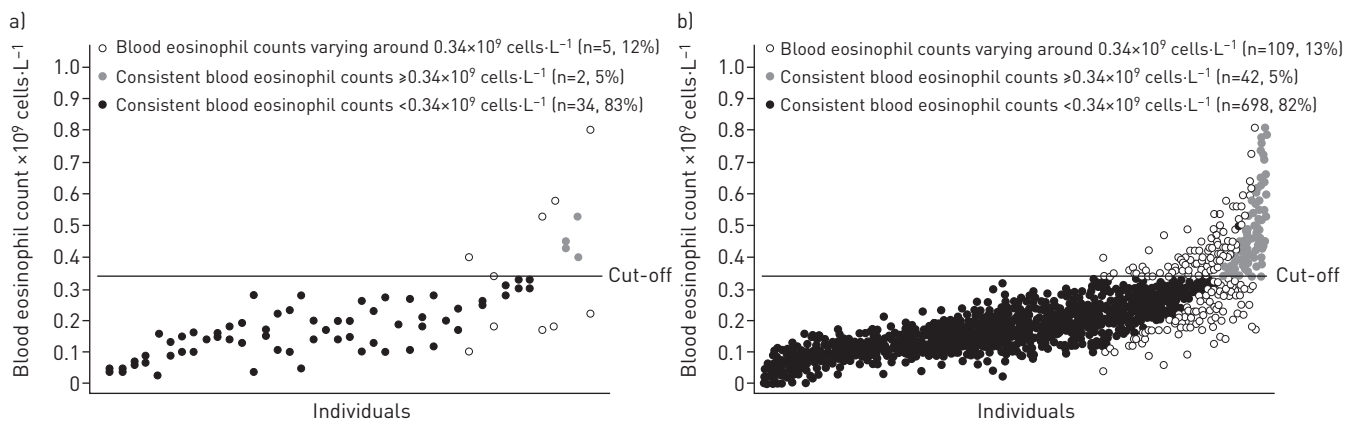 a)
Blood eosinophil count ×10⁹ cells·L⁻¹
○ Blood eosinophil counts varying around 0.34×10⁹ cells·L⁻¹ (n=5, 12%)
● Consistent blood eosinophil counts ≥0.34×10⁹ cells·L⁻¹ (n=2, 5%)
● Consistent blood eosinophil counts <0.34×10⁹ cells·L⁻¹ (n=34, 83%)
1.0
0.9
0.8
0.7
0.6
0.5
0.4
0.3
0.2
0.1
0
Cut-off
Individuals
b)
Blood eosinophil count ×10⁹ cells·L⁻¹
○ Blood eosinophil counts varying around 0.34×10⁹ cells·L⁻¹ (n=109, 13%)
● Consistent blood eosinophil counts ≥0.34×10⁹ cells·L⁻¹ (n=42, 5%)
● Consistent blood eosinophil counts <0.34×10⁹ cells·L⁻¹ (n=698, 82%)
1.0
0.9
0.8
0.7
0.6
0.5
0.4
0.3
0.2
0.1
0
Cut-off
Individuals